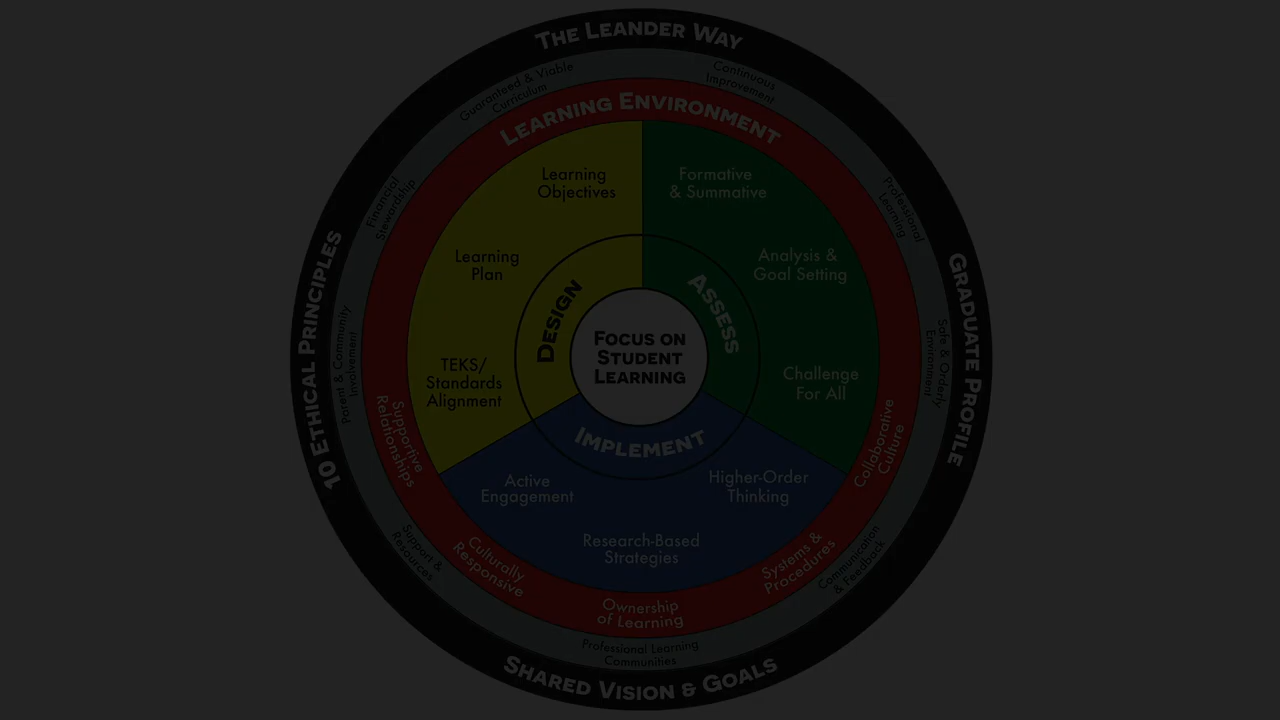 THE LEANDER WAY
Guaranteed & Viable
Curriculum
Continuous
Improvement
LEARNING ENVIRONMENT
Learning
Objectives
Formative
& Summative
Financial
Stewardship
Professional
Learning
Learning
Plan
Analysis &
Goal Setting
10 ETHICAL PRINCIPLES
GRADUATE PROFILE
DESIGN
ASSESS
FOCUS ON
STUDENT
LEARNING
Parent & Community
Involvement
Safe & Orderly
Environment
TEKS/
Standards
Alignment
Challenge
For All
Supportive
Relationships
Collaborative
Culture
IMPLEMENT
Active
Engagement
Higher-Order
Thinking
Research-Based
Strategies
Support &
Resources
Culturally
Responsive
Systems &
Procedures
Communication
& Feedback
Ownership
of Learning
Professional Learning
Communities
SHARED VISION & GOALS